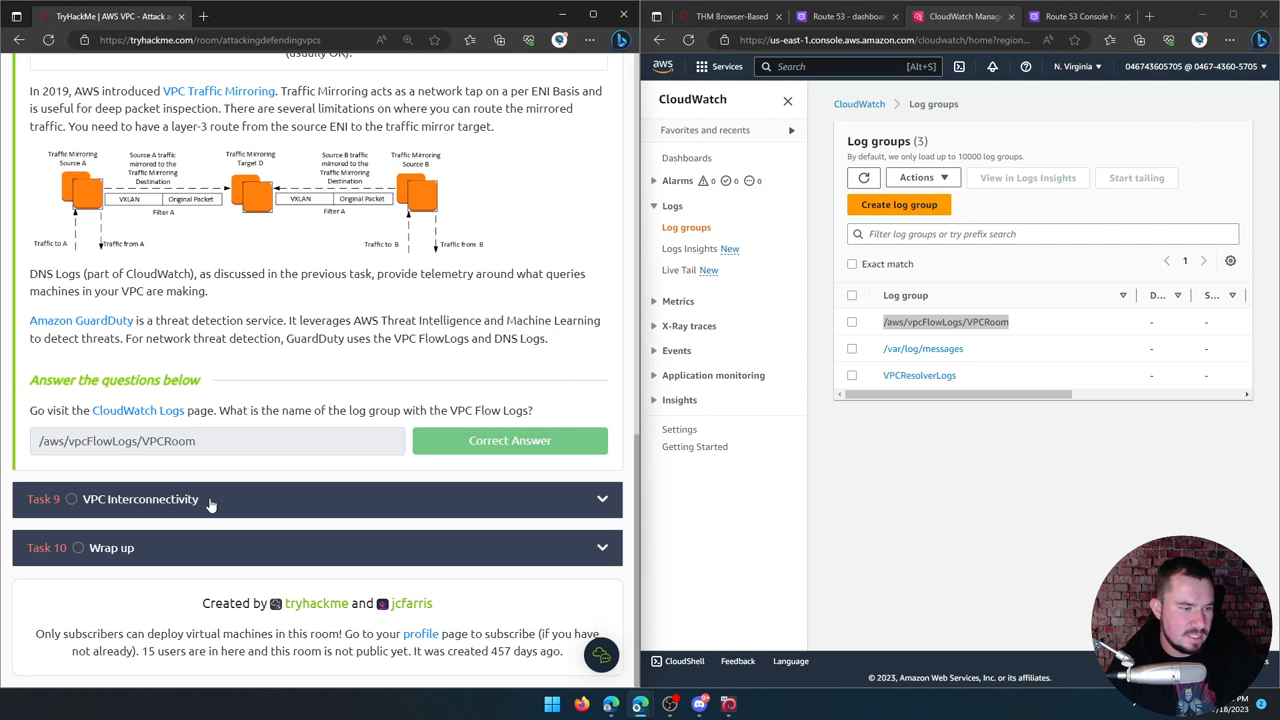 TryHackMe | AWS VPC - Attack a
https://tryhackme.com/room/attackingdefendingvpcs
(usually OK).
In 2019, AWS introduced VPC Traffic Mirroring. Traffic Mirroring acts as a network tap on a per ENI Basis and
is useful for deep packet inspection. There are several limitations on where you can route the mirrored
traffic. You need to have a layer-3 route from the source ENI to the traffic mirror target.
Traffic Mirroring
Source A
Source A traffic
mirrored to the
Traffic Mirroring
Destination
Traffic Mirroring
Target D
Source B traffic
mirrored to the
Traffic Mirroring
Destination
Traffic Mirroring
Source B
VXLAN
Original Packet
VXLAN
Original Packet
Filter A
Filter A
Traffic to A
Traffic from A
Traffic to B
Traffic from B
DNS Logs (part of CloudWatch), as discussed in the previous task, provide telemetry around what queries
machines in your VPC are making.
Amazon GuardDuty is a threat detection service. It leverages AWS Threat Intelligence and Machine Learning
to detect threats. For network threat detection, GuardDuty uses the VPC FlowLogs and DNS Logs.
Answer the questions below
Go visit the CloudWatch Logs page. What is the name of the log group with the VPC Flow Logs?
/aws/vpcFlowLogs/VPCRoom
Correct Answer
Task 9 VPC Interconnectivity
Task 10 Wrap up
Created by tryhackme and jcfarris
Only subscribers can deploy virtual machines in this room! Go to your profile page to subscribe (if you have
not already). 15 users are in here and this room is not public yet. It was created 457 days ago.
THM Browser-Based
Route 53 - dashboar
CloudWatch Manag
Route 53 Console ho
https://us-east-1.console.aws.amazon.com/cloudwatch/home?region...
aws
Services
Search
[Alt+S]
N. Virginia
046743605705 @ 0467-4360-5705
CloudWatch
Favorites and recents
Dashboards
Alarms 0 0 0
Logs
Log groups
Logs Insights New
Live Tail New
Metrics
X-Ray traces
Events
Application monitoring
Insights
Settings
Getting Started
CloudWatch
Log groups
Log groups (3)
By default, we only load up to 10000 log groups.
Actions
View in Logs Insights
Start tailing
Create log group
Filter log groups or try prefix search
Exact match
1
Log group
D...
S...
/aws/vpcFlowLogs/VPCRoom
-
-
/var/log/messages
-
-
VPCResolverLogs
-
-
CloudShell
Feedback
Language
© 2023, Amazon Web Services, Inc. or its affiliates.